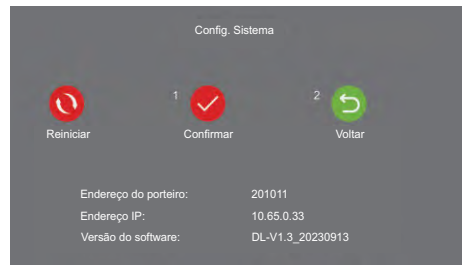 Config. Sistema
1
2
Reiniciar Confirmar Voltar
Endereço do porteiro: 201011
Endereço IP: 10.65.0.33
Versão do software: DL-V1.3_20230913